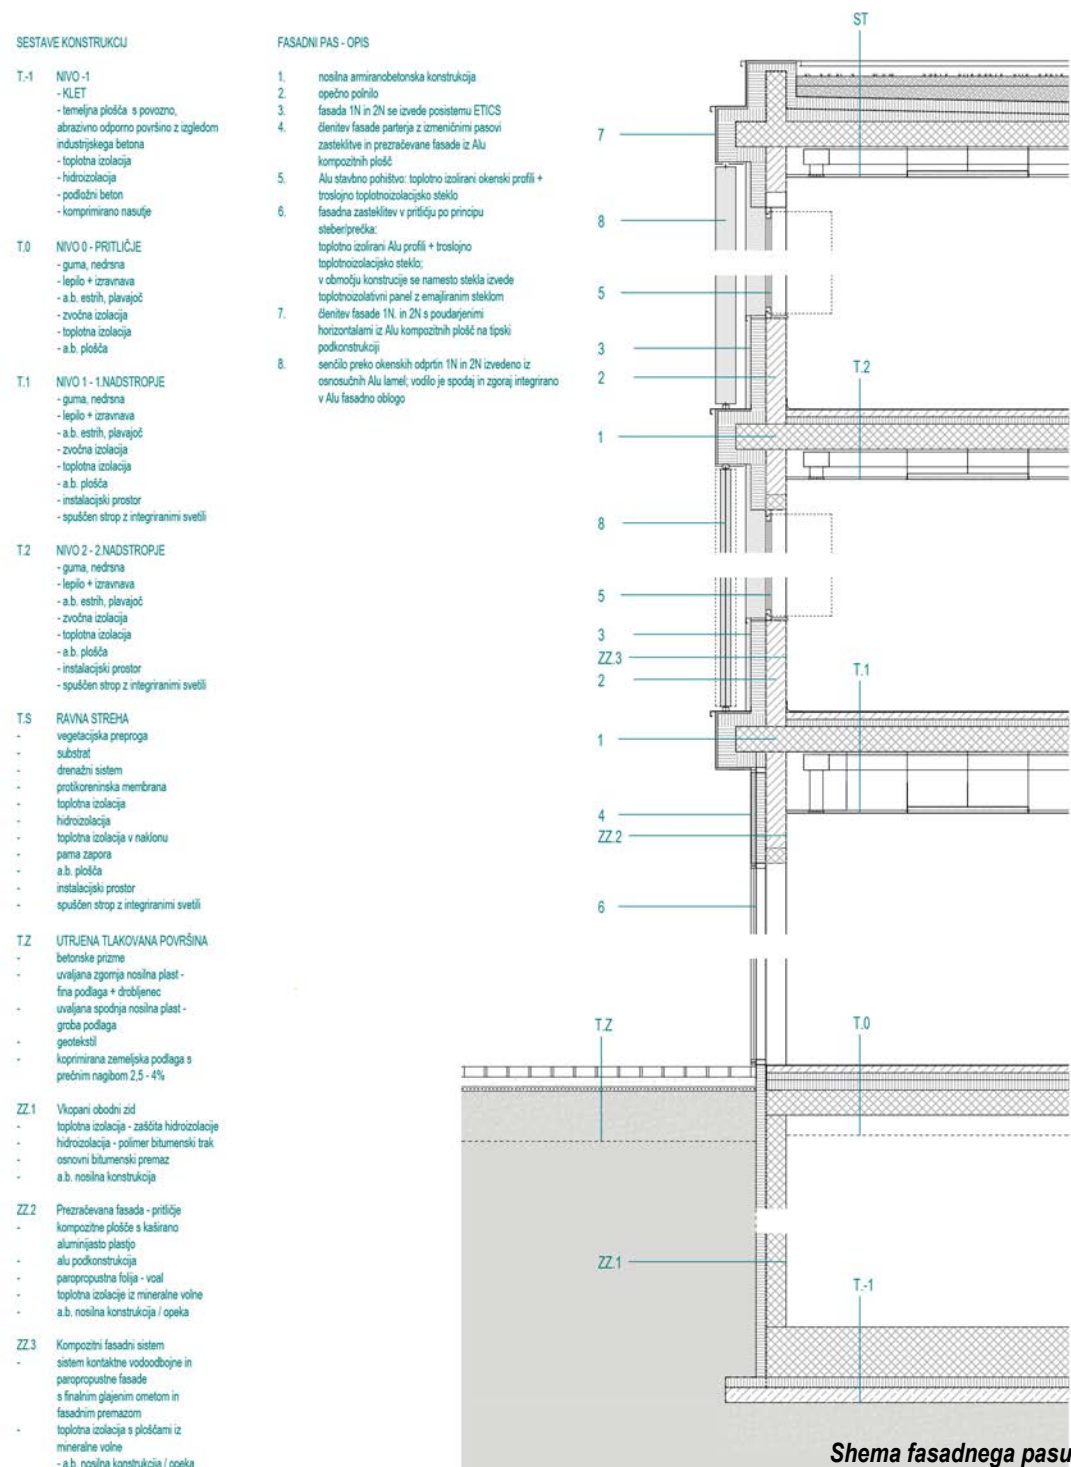 SESTAVE KONSTRUKCIJ
T.-1 NIVO -1
- KLET
- temeljna plošča s povozno,
abrazivno odporno površino z izgledom
industrijskega betona
- toplotna izolacija
- hidroizolacija
- podložni beton
- komprimirano nasutje
T.0 NIVO 0 - PRITLIČJE
- guma, nedrsna
- lepilo + izravnava
- a.b. estrih, plavajoč
- zvočna izolacija
- toplotna izolacija
- a.b. plošča
T.1 NIVO 1 - 1.NADSTROPJE
- guma, nedrsna
- lepilo + izravnava
- a.b. estrih, plavajoč
- zvočna izolacija
- toplotna izolacija
- a.b. plošča
- instalacijski prostor
- spuščen strop z integriranimi svetili
T.2 NIVO 2 - 2.NADSTROPJE
- guma, nedrsna
- lepilo + izravnava
- a.b. estrih, plavajoč
- zvočna izolacija
- toplotna izolacija
- a.b. plošča
- instalacijski prostor
- spuščen strop z integriranimi svetili
T.S RAVNA STREHA
- vegetacijska preproga
- substrat
- drenažni sistem
- protikoreninska membrana
- toplotna izolacija
- hidroizolacija
- toplotna izolacija v naklonu
- parna zapora
- a.b. plošča
- instalacijski prostor
- spuščen strop z integriranimi svetili
T.Z UTRJENA TLAKOVANA POVRŠINA
- betonske prizme
- uvaljana zgornja nosilna plast -
fina podlaga + drobljenec
- uvaljana spodnja nosilna plast -
groba podlaga
- geotekstil
- koprimirana zemeljska podlaga s
prečnim nagibom 2,5 - 4%
ZZ.1 Vkopani obodni zid
- toplotna izolacija - zaščita hidroizolacije
- hidroizolacija - polimer bitumenski trak
- osnovni bitumenski premaz
- a.b. nosilna konstrukcija
ZZ.2 Prezračevana fasada - pritličje
- kompozitne plošče s kaširano
aluminijasto plastjo
- alu podkonstrukcija
- paropropustna folija - voal
- toplotna izolacije iz mineralne volne
- a.b. nosilna konstrukcija / opeka
ZZ.3 Kompozitni fasadni sistem
- sistem kontaktne vodoodbojne in
paropropustne fasade
s finalnim glajenim ometom in
fasadnim premazom
- toplotna izolacija s ploščami iz
mineralne volne
- a.b. nosilna konstrukcija / opeka
FASADNI PAS - OPIS
1. nosilna armiranobetonska konstrukcija
2. opečno polnilo
3. fasada 1N in 2N se izvede posistemu ETICS
4. členitev fasade parterja z izmeničnimi pasovi
zasteklitve in prezračevane fasade iz Alu
kompozitnih plošč
5. Alu stavbno pohištvo: toplotno izolirani okenski profili +
troslojno toplotnoizolacijsko steklo
6. fasadna zasteklitev v pritličju po principu
steber/prečka:
toplotno izolirani Alu profili + troslojno
toplotnoizolacijsko steklo;
v območju konstrucije se namesto stekla izvede
toplotnoizolativni panel z emajliranim steklom
7. členitev fasade 1N. in 2N s poudarjenimi
horizontalami iz Alu kompozitnih plošč na tipski
podkonstrukciji
8. senčilo preko okenskih odprtin 1N in 2N izvedeno iz
osnosučnih Alu lamel; vodilo je spodaj in zgoraj integrirano
v Alu fasadno oblogo
ST
7
8
5
3
T.2
2
1
8
5
3
ZZ.3
T.1
2
1
4
ZZ.2
6
T.Z
T.0
ZZ.1
T.-1
Shema fasadnega pasu